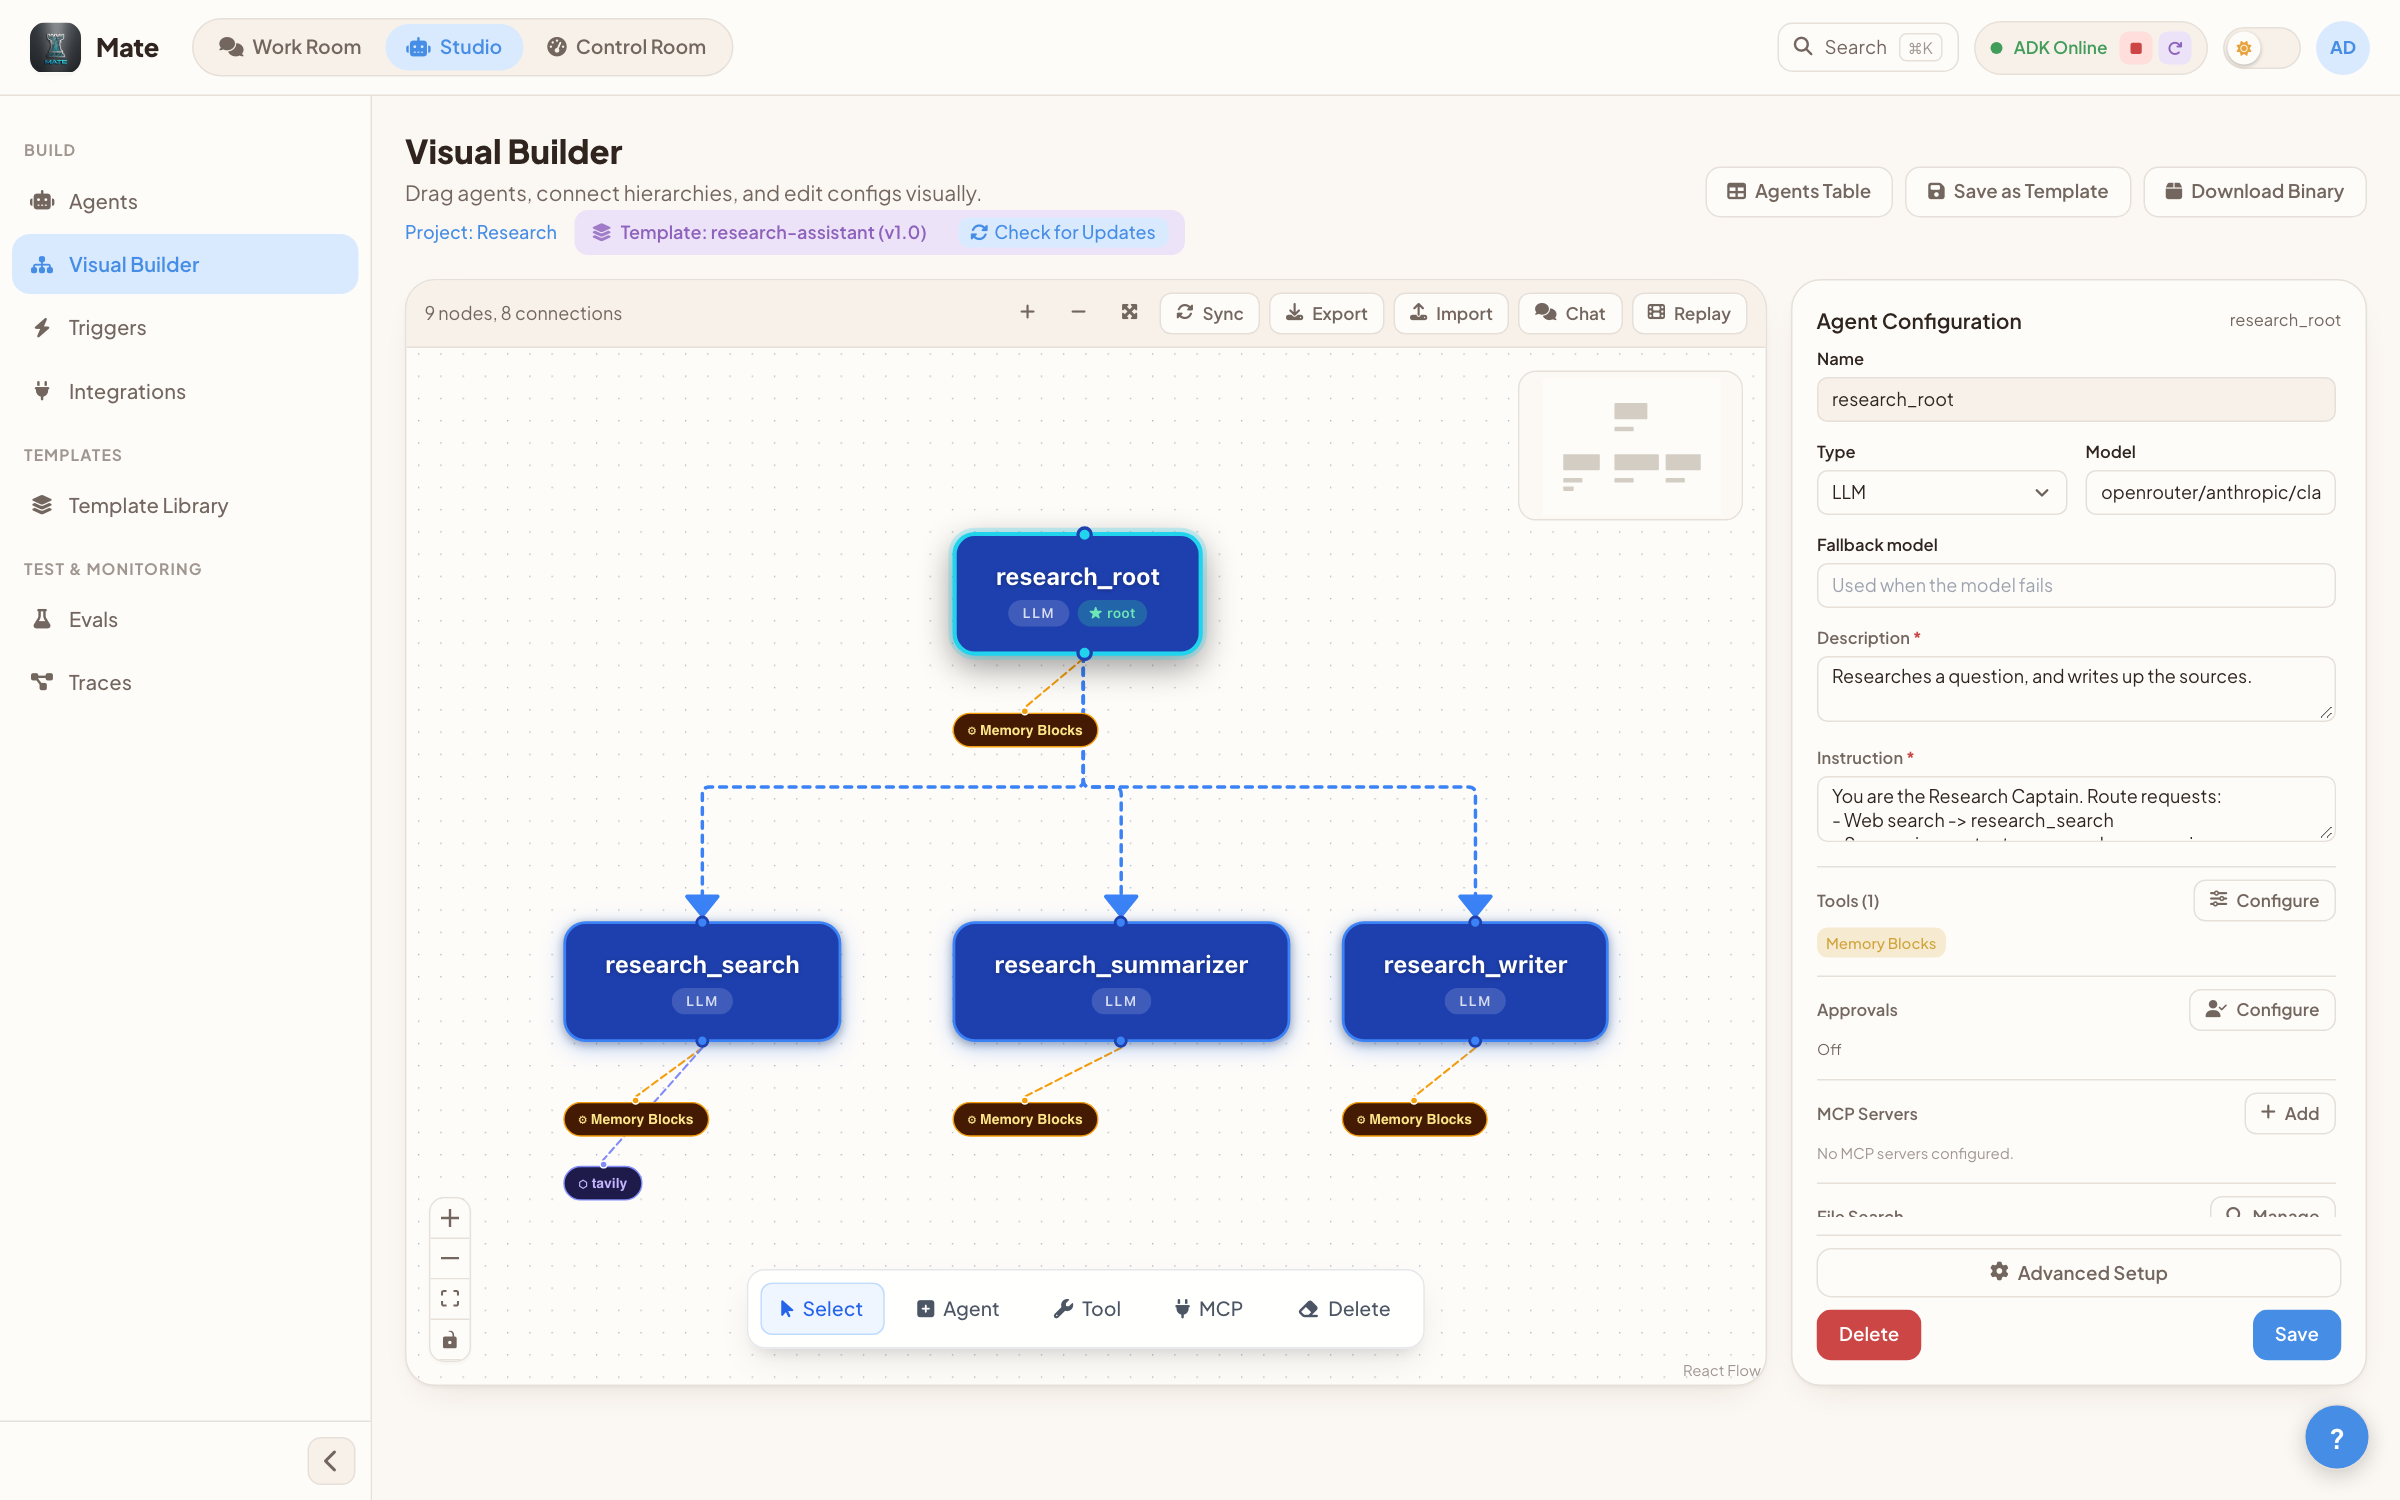 Mate
Work Room
Studio
Control Room
Search ⌘K
ADK Online
AD
BUILD
Agents
Visual Builder
Triggers
Integrations
TEMPLATES
Template Library
TEST & MONITORING
Evals
Traces
Visual Builder
Drag agents, connect hierarchies, and edit configs visually.
Project: Research
Template: research-assistant (v1.0)
Check for Updates
Agents Table
Save as Template
Download Binary
9 nodes, 8 connections
Sync
Export
Import
Chat
Replay
research_root
LLM
★ root
Memory Blocks
research_search
LLM
research_summarizer
LLM
research_writer
LLM
Memory Blocks
Memory Blocks
Memory Blocks
tavily
Select
Agent
Tool
MCP
Delete
React Flow
Agent Configuration
research_root
Name
research_root
Type
Model
LLM
openrouter/anthropic/cla
Fallback model
Used when the model fails
Description *
Researches a question, and writes up the sources.
Instruction *
You are the Research Captain. Route requests:
- Web search -> research_search
Tools (1)
Configure
Memory Blocks
Approvals
Configure
Off
MCP Servers
+ Add
No MCP servers configured.
File Search
Manage
Advanced Setup
Delete
Save
?